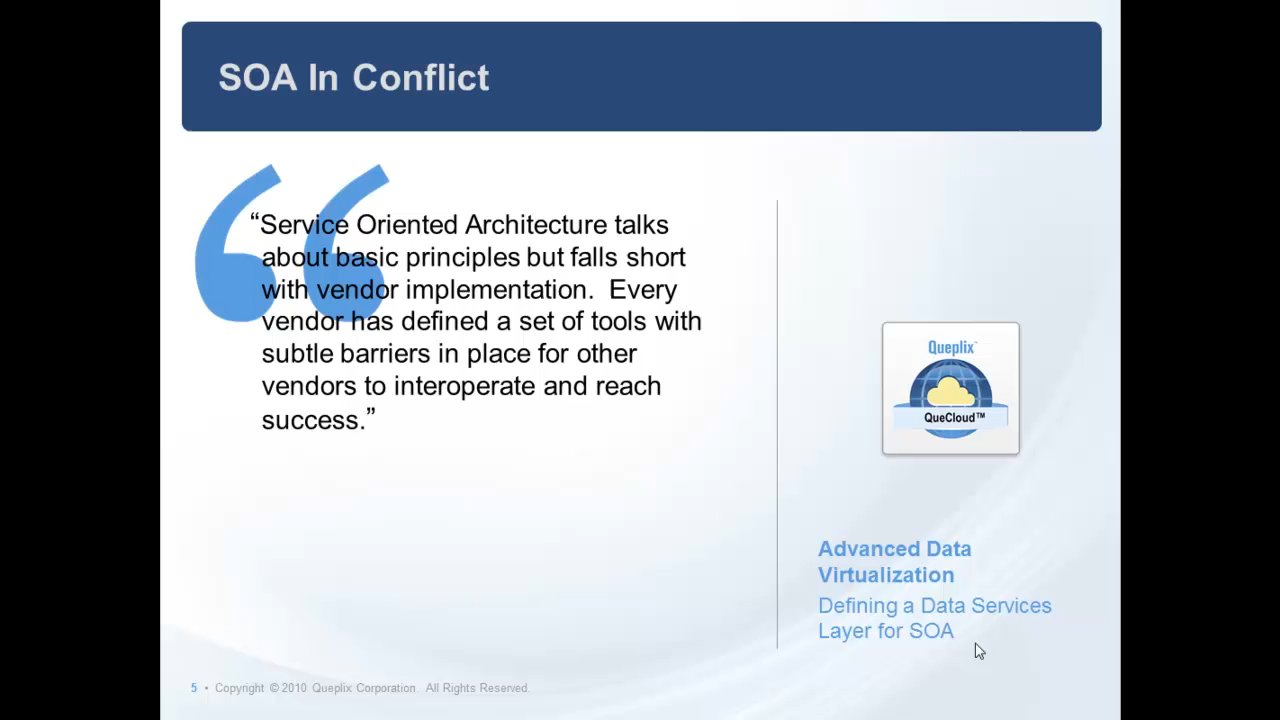 SOA In Conflict
“Service Oriented Architecture talks
about basic principles but falls short
with vendor implementation.  Every
vendor has defined a set of tools with
subtle barriers in place for other
vendors to interoperate and reach
success.”
Queplix™
QueCloud™
Advanced Data
Virtualization
Defining a Data Services
Layer for SOA
5 • Copyright © 2010 Queplix Corporation.  All Rights Reserved.